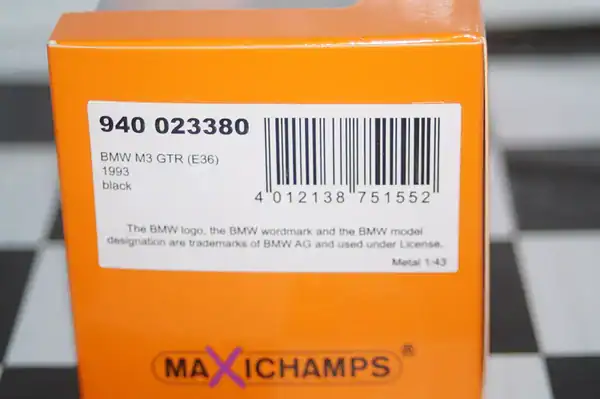 940 023380
BMW M3 GTR (E36)
1993
black
4 012138 751552
The BMW logo, the BMW wordmark and the BMW model
designation are trademarks of BMW AG and used under License.
Metal 1:43
MAXICHAMPS®